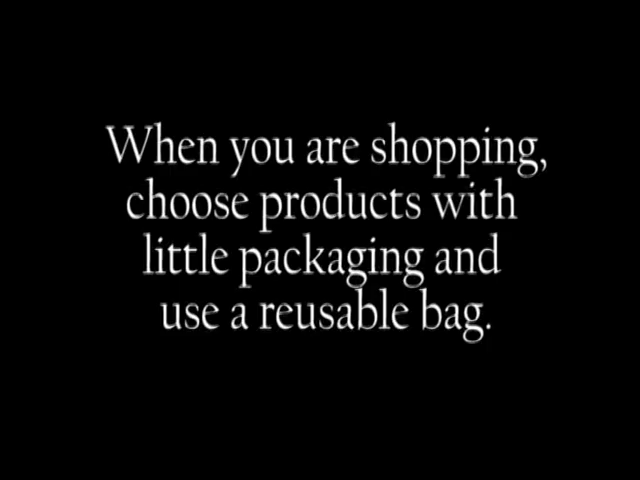 When you are shopping,
choose products with
little packaging and
use a reusable bag.